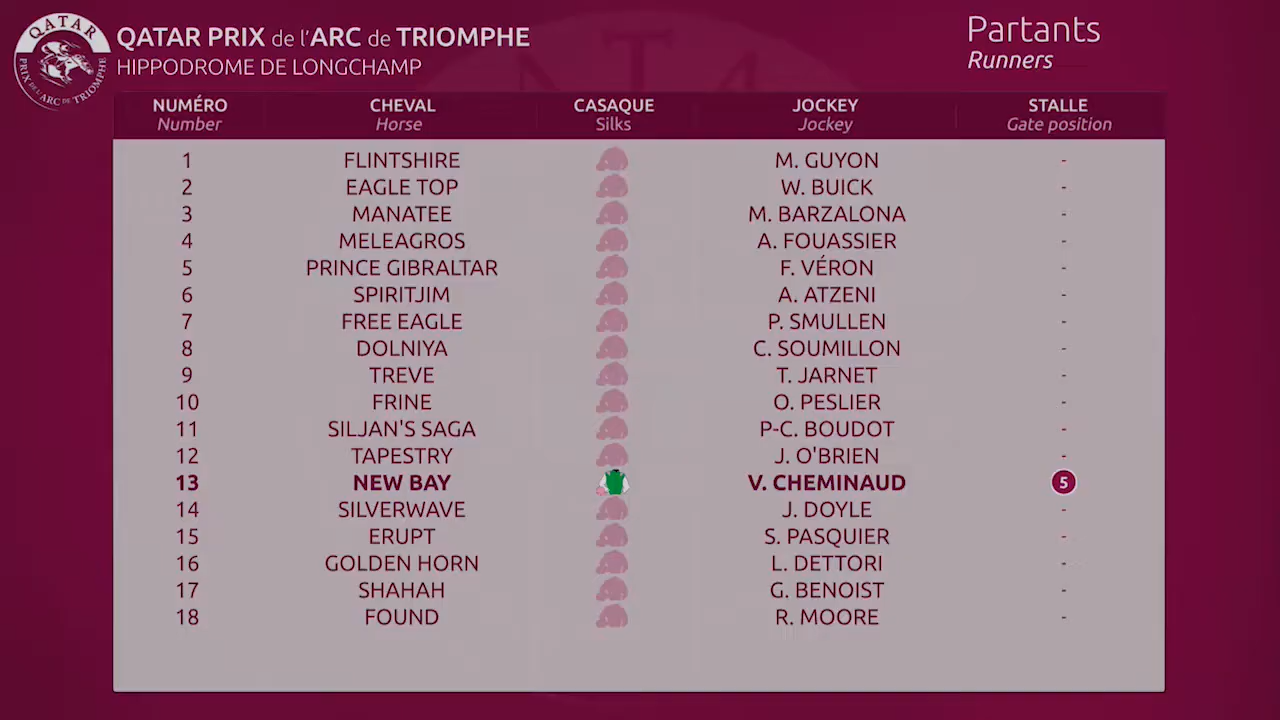 QATAR
PRIX DE L'ARC DE TRIOMPHE
QATAR PRIX de l'ARC de TRIOMPHE
HIPPODROME DE LONGCHAMP
Partants
Runners
NUMÉRO CHEVAL CASAQUE JOCKEY STALLE
Number Horse Silks Jockey Gate position
1 FLINTSHIRE M. GUYON -
2 EAGLE TOP W. BUICK -
3 MANATEE M. BARZALONA -
4 MELEAGROS A. FOUASSIER -
5 PRINCE GIBRALTAR F. VÉRON -
6 SPIRITJIM A. ATZENI -
7 FREE EAGLE P. SMULLEN -
8 DOLNIYA C. SOUMILLON -
9 TREVE T. JARNET -
10 FRINE O. PESLIER -
11 SILJAN'S SAGA P-C. BOUDOT -
12 TAPESTRY J. O'BRIEN -
13 NEW BAY V. CHEMINAUD 5
14 SILVERWAVE J. DOYLE -
15 ERUPT S. PASQUIER -
16 GOLDEN HORN L. DETTORI -
17 SHAHAH G. BENOIST -
18 FOUND R. MOORE -